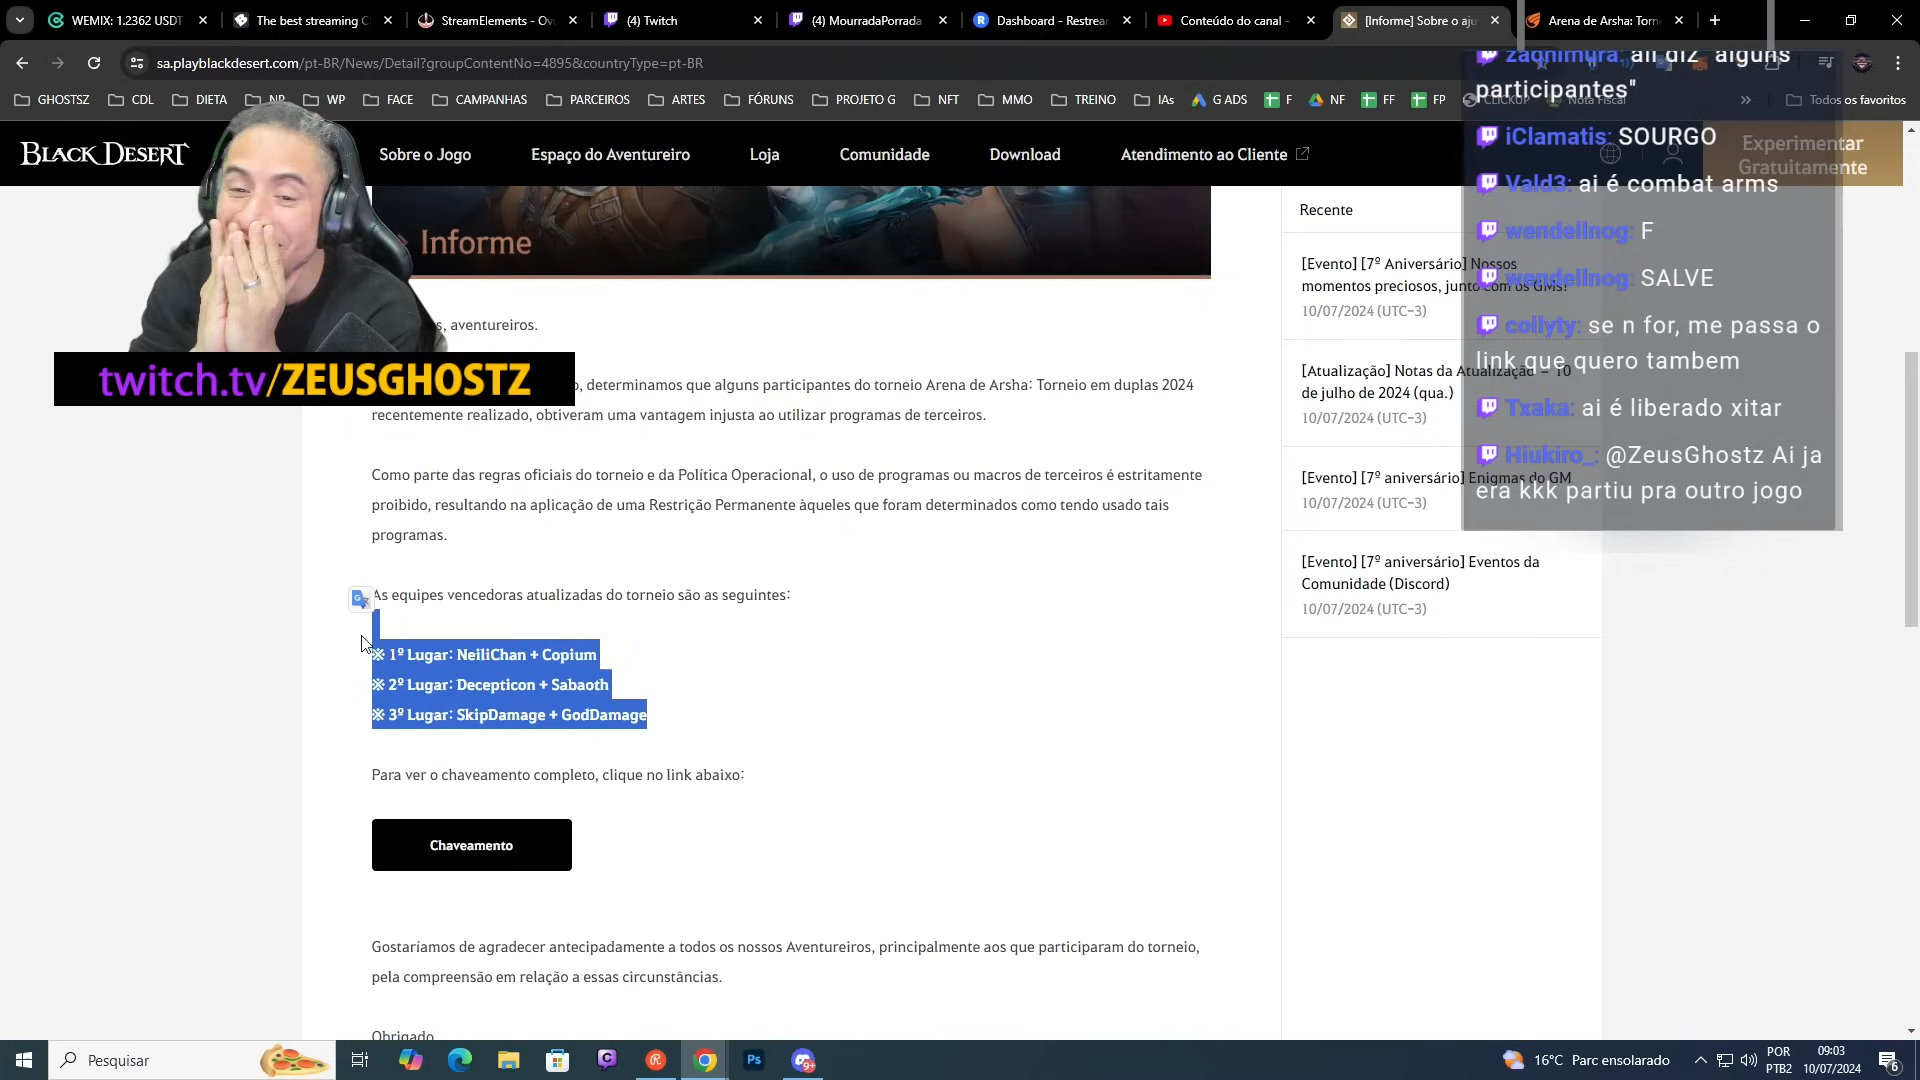 WEMIX: 1.2362 USDT
The best streaming C
StreamElements - Ov
(4) Twitch
(4) MourradaPorrada
Dashboard - Restrear
Conteúdo do canal -
[Informe] Sobre o aju
Arena de Arsha: Torn
sa.playblackdesert.com/pt-BR/News/Detail?groupContentNo=4895&countryType=pt-BR
GHOSTSZ
CDL
DIETA
NP
WP
FACE
CAMPANHAS
PARCEIROS
ARTES
FÓRUNS
PROJETO G
NFT
MMO
TREINO
IAs
G ADS
F
NF
FF
FP
CLICKUP
Nota Fiscal
Todos os favoritos
BLACK DESERT
Sobre o Jogo
Espaço do Aventureiro
Loja
Comunidade
Download
Atendimento ao Cliente
Experimentar
Gratuitamente
Informe
s, aventureiros.
o, determinamos que alguns participantes do torneio Arena de Arsha: Torneio em duplas 2024
recentemente realizado, obtiveram uma vantagem injusta ao utilizar programas de terceiros.
Como parte das regras oficiais do torneio e da Política Operacional, o uso de programas ou macros de terceiros é estritamente
proibido, resultando na aplicação de uma Restrição Permanente àqueles que foram determinados como tendo usado tais
programas.
As equipes vencedoras atualizadas do torneio são as seguintes:
※ 1º Lugar: NeiliChan + Copium
※ 2º Lugar: Decepticon + Sabaoth
※ 3º Lugar: SkipDamage + GodDamage
Para ver o chaveamento completo, clique no link abaixo:
Chaveamento
Gostaríamos de agradecer antecipadamente a todos os nossos Aventureiros, principalmente aos que participaram do torneio,
pela compreensão em relação a essas circunstâncias.
Obrigado
twitch.tv/ZEUSGHOSTZ
Recente
[Evento] [7º Aniversário] Nossos
momentos preciosos, junto com os GMs!
10/07/2024 (UTC-3)
[Atualização] Notas da Atualização - 10
de julho de 2024 (qua.)
10/07/2024 (UTC-3)
[Evento] [7º aniversário] Enigmas do GM
10/07/2024 (UTC-3)
[Evento] [7º aniversário] Eventos da
Comunidade (Discord)
10/07/2024 (UTC-3)
zaqnimura: ali diz "alguns
participantes"
iClamatis: SOURGO
Vald3: ai é combat arms
wendellnog: F
wendellnog: SALVE
collyty: se n for, me passa o
link que quero tambem
Txaka: ai é liberado xitar
Hiukiro_: @ZeusGhostz Ai ja
era kkk partiu pra outro jogo
Pesquisar
Ps
9+
16°C Parc ensolarado
POR
PTB2
09:03
10/07/2024
6